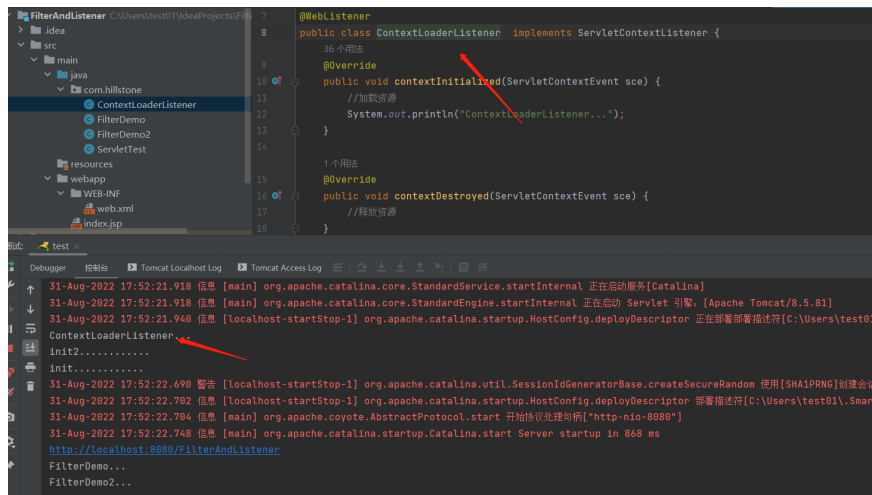 FilterAndListener C:\Users\test01\IdeaProjects\Filt
.idea
src
main
java
com.hillstone
ContextLoaderListener
FilterDemo
FilterDemo2
ServletTest
resources
webapp
WEB-INF
web.xml
index.jsp
7 @WebListener
8 public class ContextLoaderListener implements ServletContextListener {
36 个用法
9 @Override
10 public void contextInitialized(ServletContextEvent sce) {
11 //加载资源
12 System.out.println("ContextLoaderListener...");
13 }
14
1 个用法
15 @Override
16 public void contextDestroyed(ServletContextEvent sce) {
17 //释放资源
18 }
调试: test
Debugger 控制台 Tomcat Localhost Log Tomcat Access Log
31-Aug-2022 17:52:21.918 信息 [main] org.apache.catalina.core.StandardService.startInternal 正在启动服务[Catalina]
31-Aug-2022 17:52:21.918 信息 [main] org.apache.catalina.core.StandardEngine.startInternal 正在启动 Servlet 引擎：[Apache Tomcat/8.5.81]
31-Aug-2022 17:52:21.940 信息 [localhost-startStop-1] org.apache.catalina.startup.HostConfig.deployDescriptor 正在部署部署描述符[C:\Users\test01
ContextLoaderListener...
init2............
init............
31-Aug-2022 17:52:22.690 警告 [localhost-startStop-1] org.apache.catalina.util.SessionIdGeneratorBase.createSecureRandom 使用[SHA1PRNG]创建会话
31-Aug-2022 17:52:22.702 信息 [localhost-startStop-1] org.apache.catalina.startup.HostConfig.deployDescriptor 部署描述符[C:\Users\test01\.Smar
31-Aug-2022 17:52:22.704 信息 [main] org.apache.coyote.AbstractProtocol.start 开始协议处理句柄["http-nio-8080"]
31-Aug-2022 17:52:22.748 信息 [main] org.apache.catalina.startup.Catalina.start Server startup in 868 ms
http://localhost:8080/FilterAndListener
FilterDemo...
FilterDemo2...